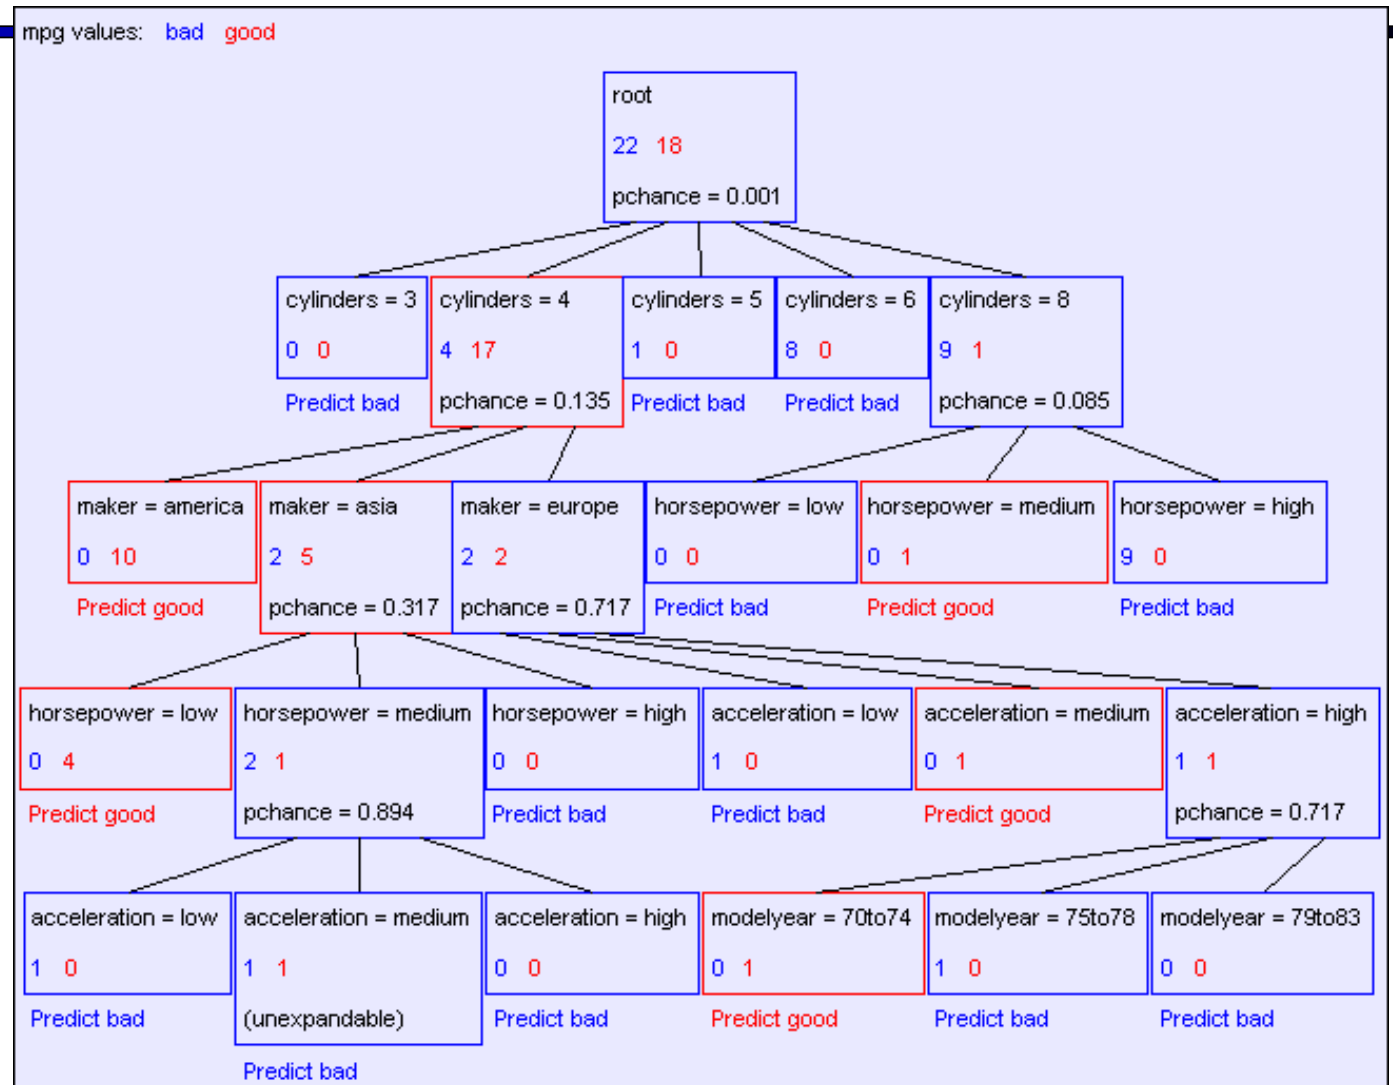 mpg values: bad good
root
22 18
pchance = 0.001
cylinders = 3
0 0
Predict bad
cylinders = 4
4 17
pchance = 0.135
cylinders = 5
1 0
Predict bad
cylinders = 6
8 0
Predict bad
cylinders = 8
9 1
pchance = 0.085
maker = america
0 10
Predict good
maker = asia
2 5
pchance = 0.317
maker = europe
2 2
pchance = 0.717
horsepower = low
0 0
Predict bad
horsepower = medium
0 1
Predict good
horsepower = high
9 0
Predict bad
horsepower = low
0 4
Predict good
horsepower = medium
2 1
pchance = 0.894
horsepower = high
0 0
Predict bad
acceleration = low
1 0
Predict bad
acceleration = medium
0 1
Predict good
acceleration = high
1 1
pchance = 0.717
acceleration = low
1 0
Predict bad
acceleration = medium
1 1
(unexpandable)
Predict bad
acceleration = high
0 0
Predict bad
modelyear = 70to74
0 1
Predict good
modelyear = 75to78
1 0
Predict bad
modelyear = 79to83
0 0
Predict bad